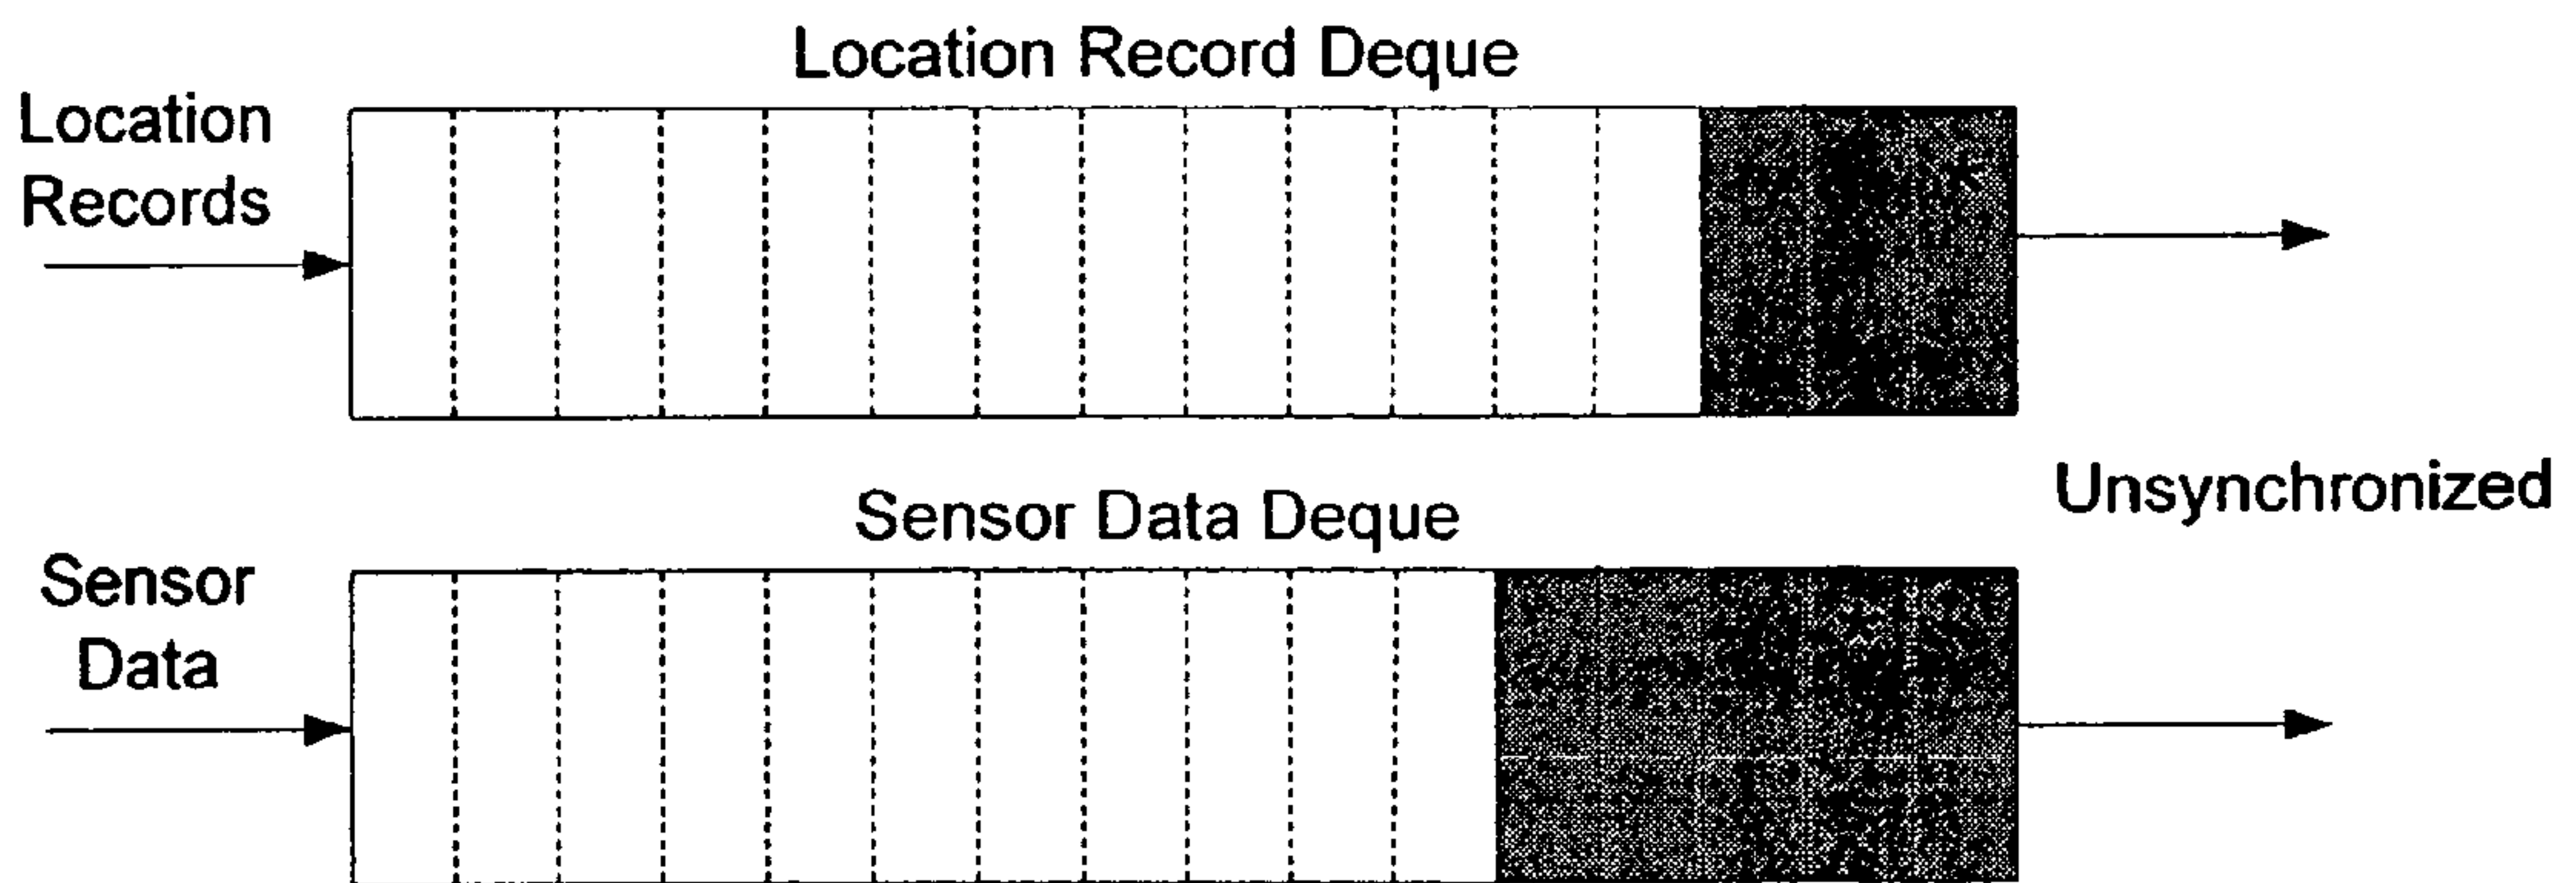 Location Record Deque
Location
Records
Sensor Data Deque
Unsynchronized
Sensor
Data